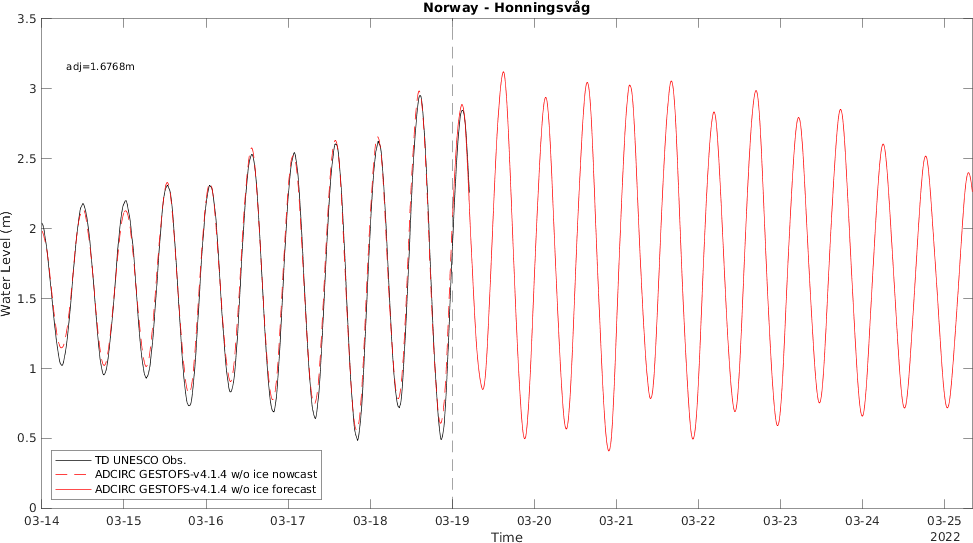 Norway - Honningsvåg
3.5
adj=1.6768m
3
2.5
2
Water Level (m)
1.5
1
0.5
TD UNESCO Obs.
ADCIRC GESTOFS-v4.1.4 w/o ice nowcast
ADCIRC GESTOFS-v4.1.4 w/o ice forecast
0
03-14 03-15 03-16 03-17 03-18 03-19 03-20 03-21 03-22 03-23 03-24 03-25
Time 2022